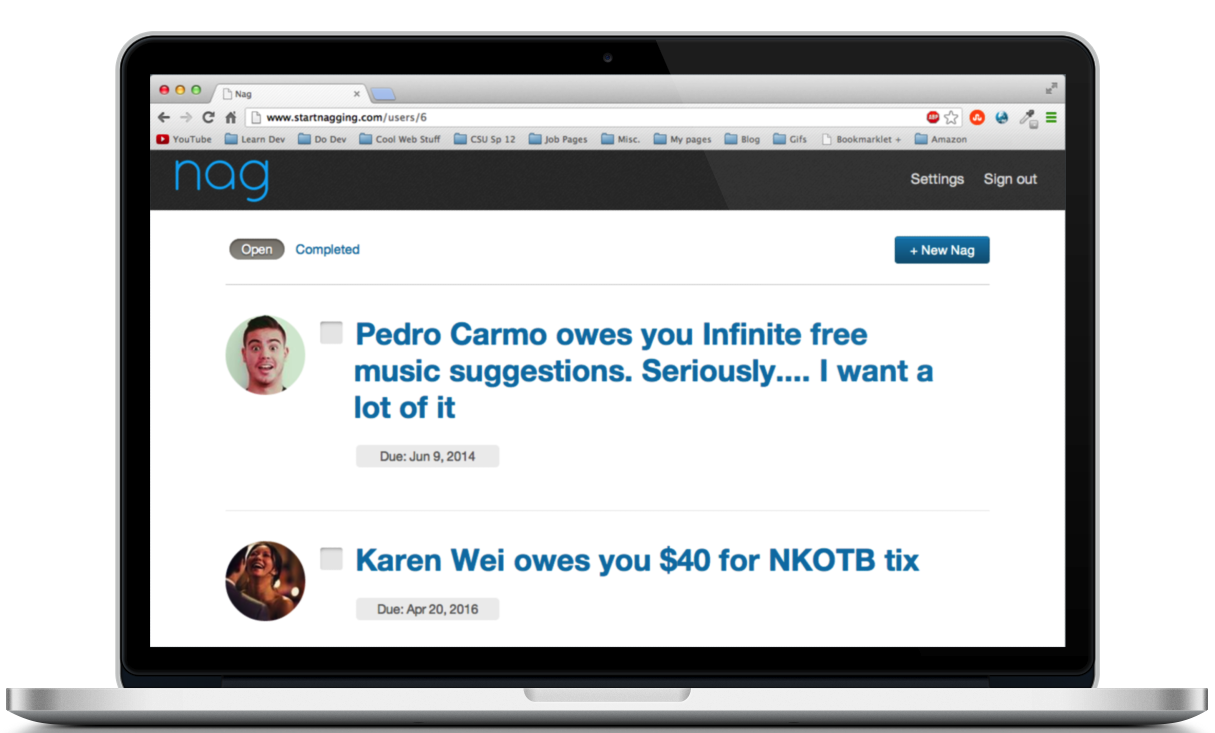 Nag
www.startnagging.com/users/6
ABP
YouTube Learn Dev Do Dev Cool Web Stuff CSU Sp 12 Job Pages Misc. My pages Blog Gifs Bookmarklet + Amazon
nag
Settings Sign out
Open Completed + New Nag
Pedro Carmo owes you Infinite free
music suggestions. Seriously.... I want a
lot of it
Due: Jun 9, 2014
Karen Wei owes you $40 for NKOTB tix
Due: Apr 20, 2016